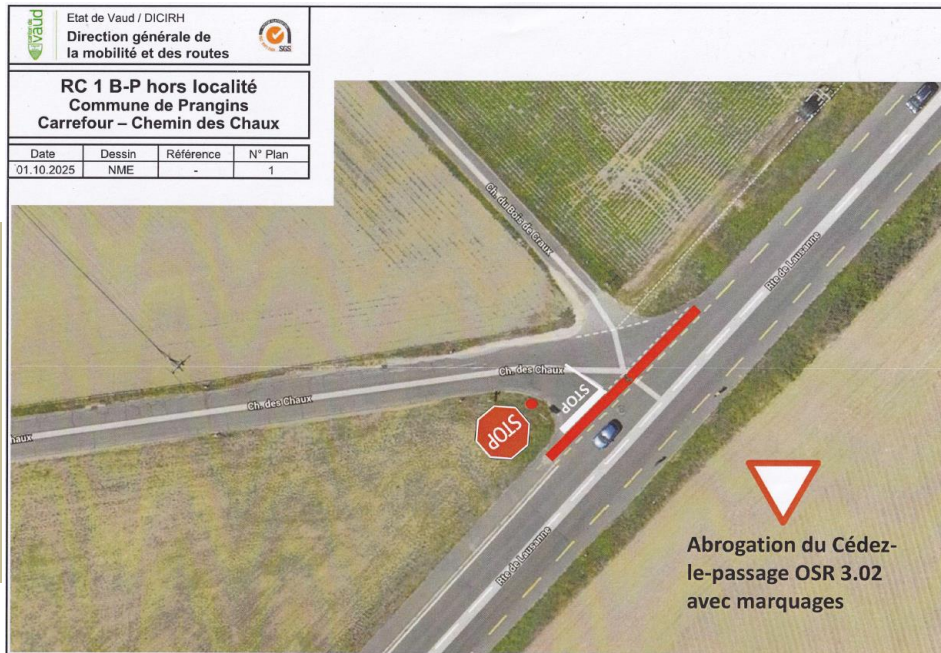 vaud
Etat de Vaud / DICIRH
Direction générale de
la mobilité et des routes
SGS
RC 1 B-P hors localité
Commune de Prangins
Carrefour – Chemin des Chaux
Date Dessin Référence N° Plan
01.10.2025 NME - 1
Ch. du Bois de Craux
Rte de Lausanne
Ch. des Chaux
Ch. des Chaux
haux
STOP
STOP
Rte de Lausanne
Abrogation du Cédez-
le-passage OSR 3.02
avec marquages